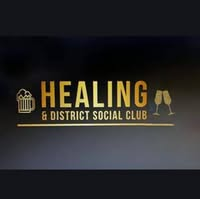 HEALING
& DISTRICT SOCIAL CLUB